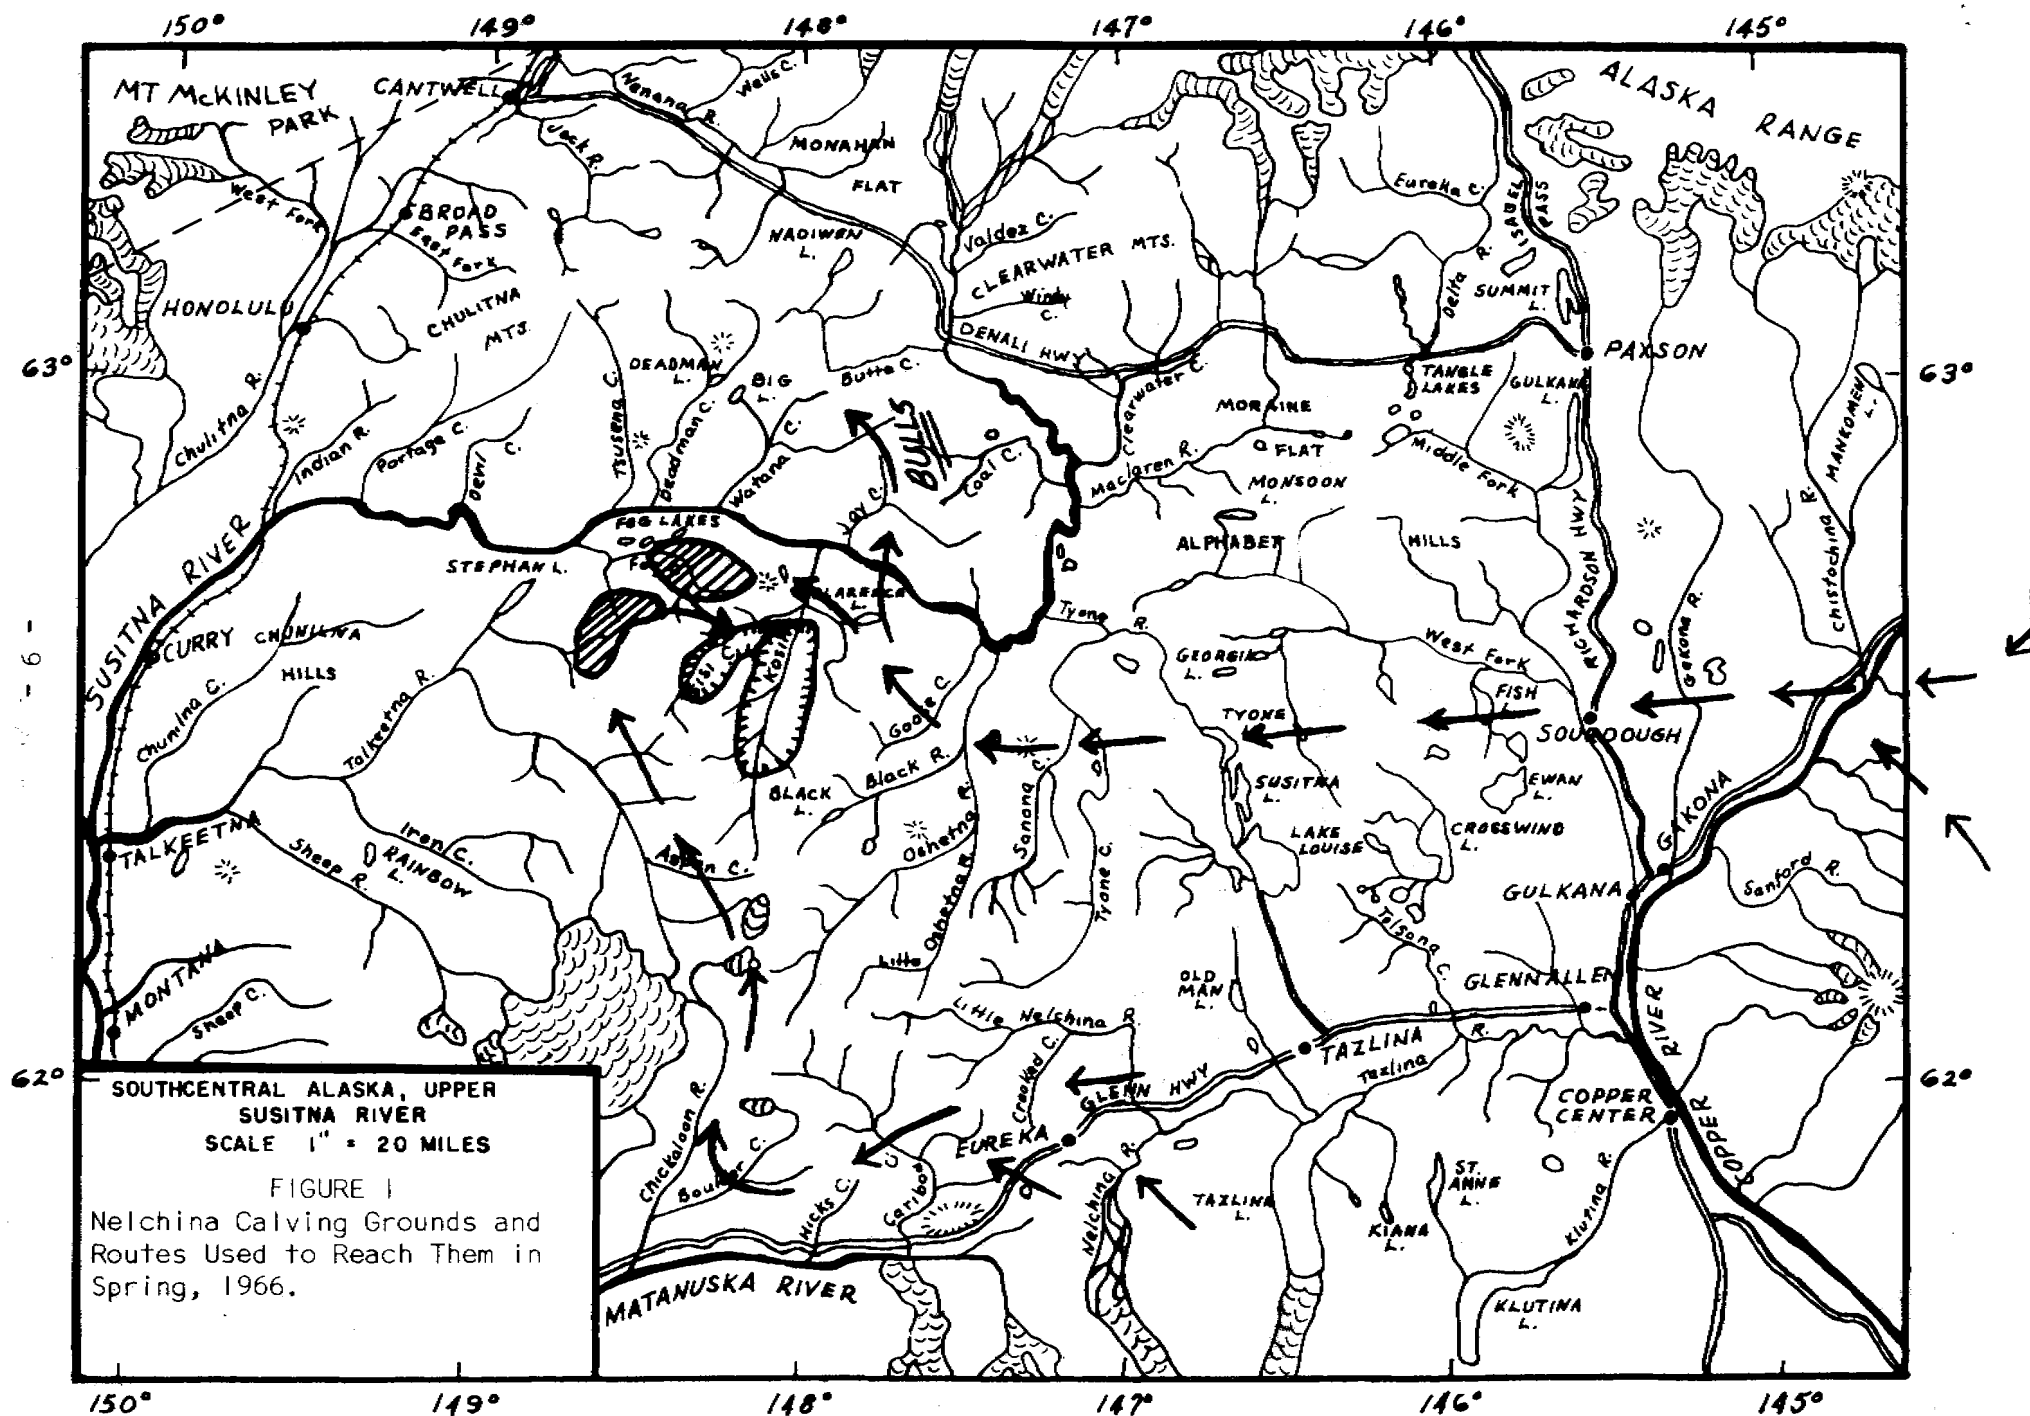 150° 149° 148° 147° 146° 145°
MT MCKINLEY
PARK
CANTWELL
Nenana R.
Wells C.
ALASKA RANGE
Jack R.
MONAHAN
FLAT
West Fork
BROAD
PASS
East Fork
NADIWEN
L.
Valdez C.
CLEARWATER MTS.
Windy
C.
Eureka C.
ISABEL
PASS
Delta R.
SUMMIT
L.
HONOLULU
CHULITNA
MTS.
DENALI HWY
PAXSON
63°
63°
DEADMAN
L.
BIG
L.
Butte C.
Clearwater C.
TANGLE
LAKES
GULKANA
L.
MANKOMEN
L.
Chulitna R.
Indian R.
Portage C.
Devil C.
Tsusena C.
Deadman C.
Watana C.
BULLS
Coal C.
Jay C.
MORAINE
FLAT
Maclaren R.
Middle Fork
MONSOON
L.
RICHARDSON HWY
Chistochina R.
SUSITNA RIVER
FOG LAKES
STEPHAN L.
Fo
CLARENCE
L.
ALPHABET HILLS
Tyone R.
Gakona R.
CURRY
CHUNILNA
HILLS
Kosina
GEORGIA
L.
West Fork
FISH
L.
Chunilna C.
Talkeetna R.
Goose C.
TYONE
SOURDOUGH
- 6 -
BLACK
L.
Black R.
Oshetna R.
Sanona C.
SUSITNA
L.
EWAN
L.
GAKONA
TALKEETNA
Iron C.
RAINBOW
L.
Sheep R.
Aspen C.
Tyone C.
LAKE
LOUISE
CROSSWIND
L.
GULKANA
Sanford R.
Little Oshetna R.
Tolsona C.
MONTANA
Sheep C.
Little Nelchina R.
OLD
MAN
L.
GLENNALLEN
TAZLINA
Tazlina R.
COPPER RIVER
62°
62°
Chickaloon R.
Boulder C.
Crooked C.
GLENN HWY
EUREKA
COPPER
CENTER
Hicks C.
Caribou
Nelchina R.
TAZLINA
L.
ST.
ANNE
L.
KIANA
L.
Klutina R.
KLUTINA
L.
MATANUSKA RIVER
SOUTHCENTRAL ALASKA, UPPER
SUSITNA RIVER
SCALE 1" = 20 MILES
FIGURE 1
Nelchina Calving Grounds and
Routes Used to Reach Them in
Spring, 1966.
150° 149° 148° 147° 146° 145°